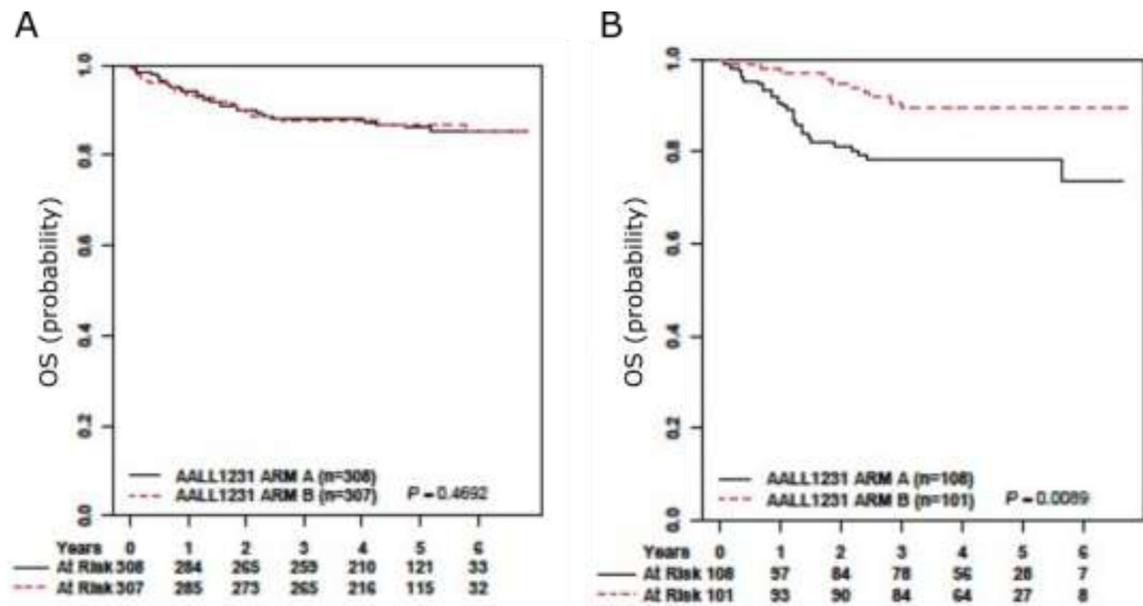 A
OS (probability)
1.0
0.8
0.6
0.4
0.2
0.0
AALL1231 ARM A (n=308)
AALL1231 ARM B (n=307) P = 0.4692
Years 0 1 2 3 4 5 6
At Risk 308 284 265 259 210 121 33
At Risk 307 285 273 265 216 115 32
B
OS (probability)
1.0
0.8
0.6
0.4
0.2
0.0
AALL1231 ARM A (n=108)
AALL1231 ARM B (n=101) P = 0.0089
Years 0 1 2 3 4 5 6
At Risk 108 97 84 78 56 28 7
At Risk 101 93 90 84 64 27 8